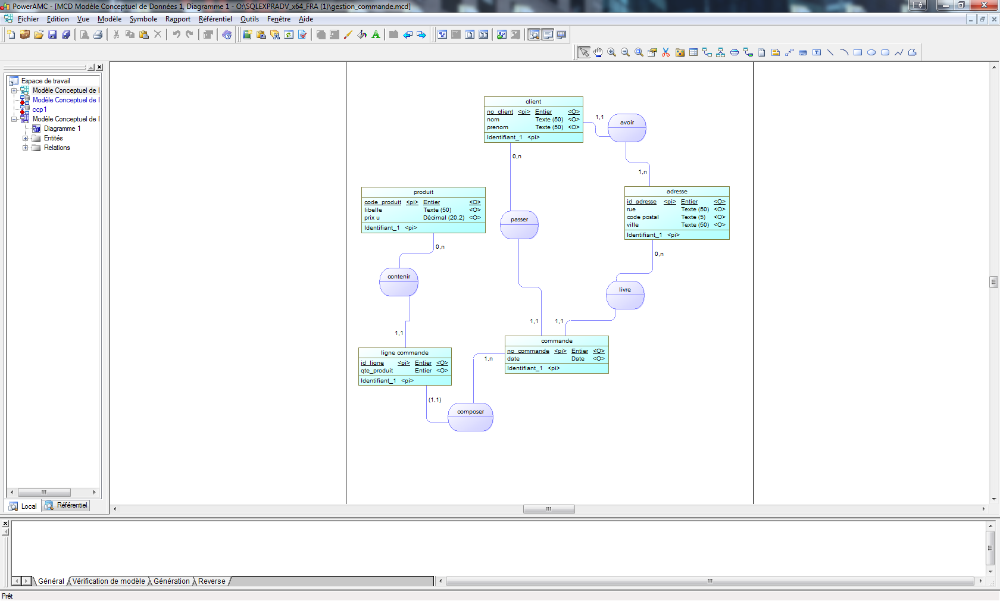 PowerAMC - [MCD Modèle Conceptuel de Données 1, Diagramme 1 - O:\SQLEXPRADV_x64_FRA (1)\gestion_commande.mcd]
Fichier Edition Vue Modèle Symbole Rapport Référentiel Outils Fenêtre Aide
Espace de travail
Modèle Conceptuel de
Modèle Conceptuel de
ccp1
Modèle Conceptuel de
Diagramme 1
Entités
Relations
Local Référentiel
client
no_client <pi> Entier <O>
nom Texte (50) <O>
prenom Texte (50) <O>
Identifiant_1 <pi>
1,1
avoir
0,n
1,n
produit
code_produit <pi> Entier <O>
libelle Texte (50) <O>
prix u Décimal (20,2) <O>
Identifiant_1 <pi>
adresse
id_adresse <pi> Entier <O>
rue Texte (50) <O>
code postal Texte (5) <O>
ville Texte (50) <O>
Identifiant_1 <pi>
passer
0,n
0,n
contenir
livre
1,1
1,1
1,1
commande
no_commande <pi> Entier <O>
date Date <O>
Identifiant_1 <pi>
ligne commande
id_ligne <pi> Entier <O>
qte_produit Entier <O>
Identifiant_1 <pi>
1,n
(1,1)
composer
Général Vérification de modèle Génération Reverse
Prêt